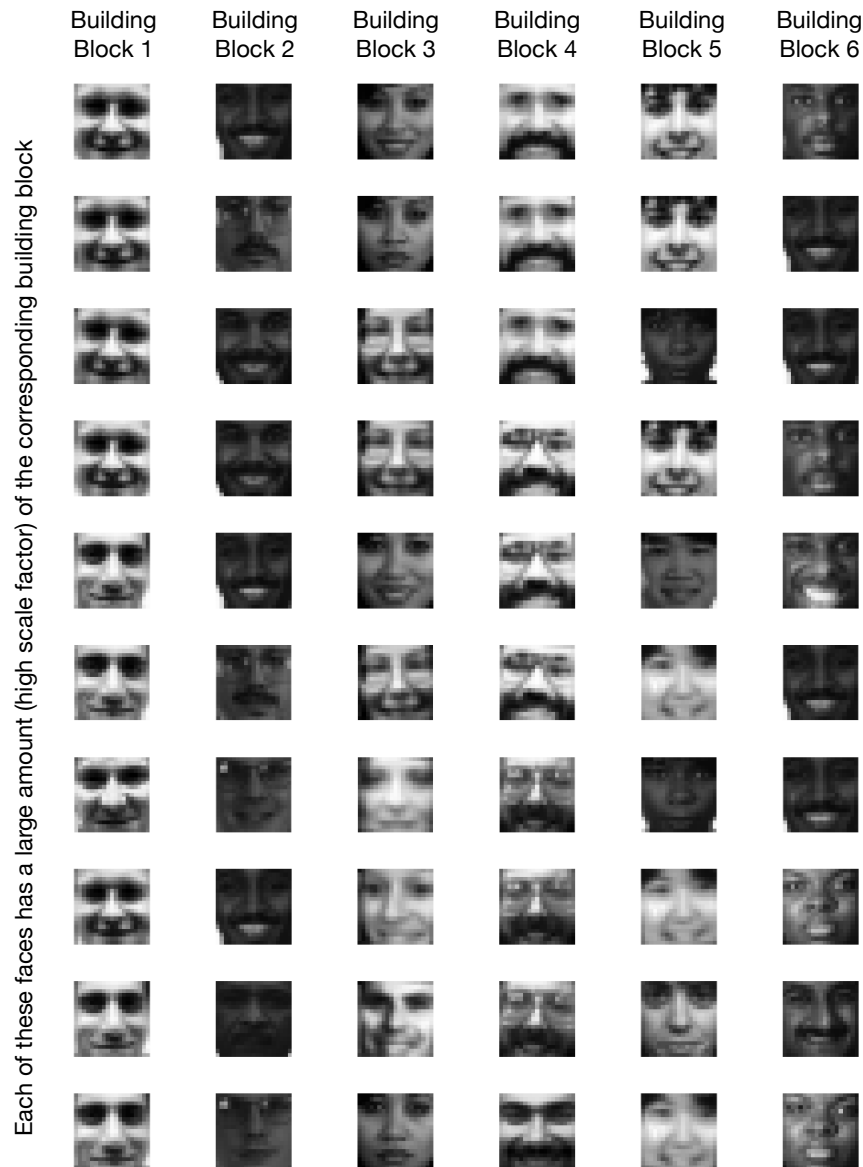 Building Block 1
Building Block 2
Building Block 3
Building Block 4
Building Block 5
Building Block 6
Each of these faces has a large amount (high scale factor) of the corresponding building block